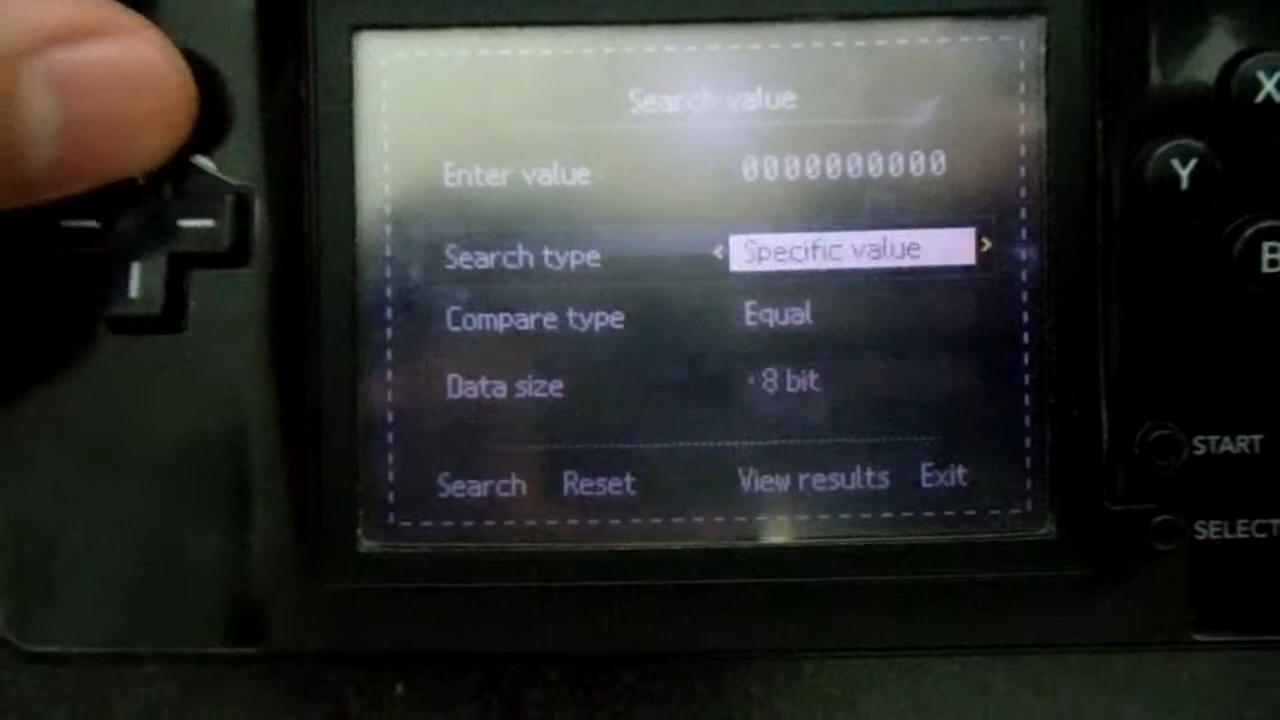 Search value
Enter value 0000000000
X
Y
Search type < Specific value >
B
Compare type Equal
Data size 8 bit
START
Search Reset View results Exit
SELECT